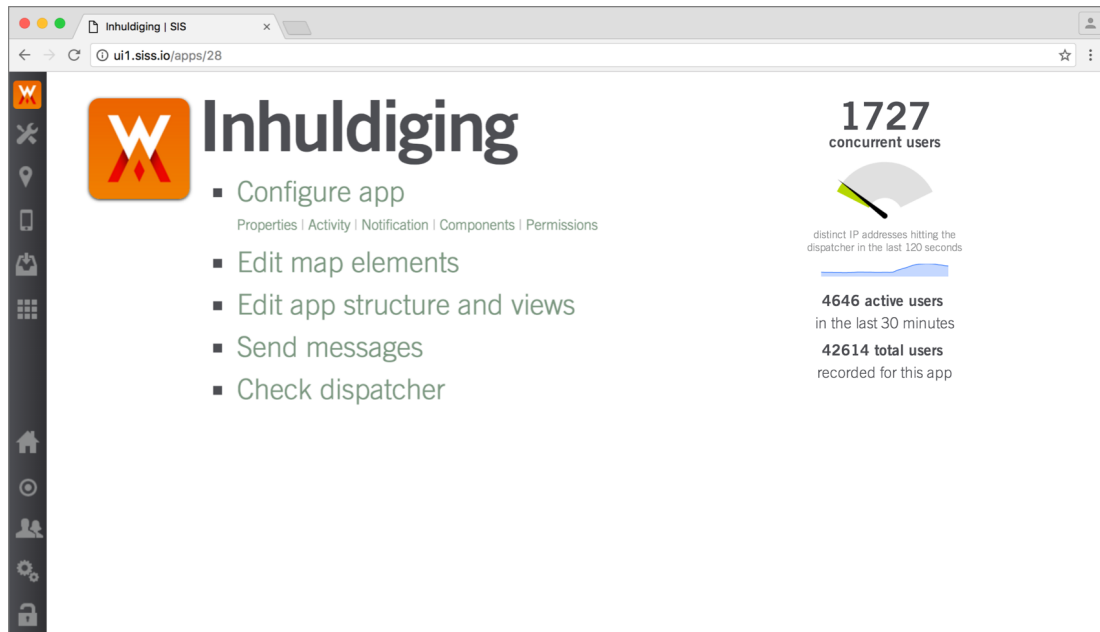 Inhuldiging | SIS
ui1.siss.io/apps/28
W
W
Inhuldiging
Configure app
Properties | Activity | Notification | Components | Permissions
Edit map elements
Edit app structure and views
Send messages
Check dispatcher
1727
concurrent users
distinct IP addresses hitting the
dispatcher in the last 120 seconds
4646 active users
in the last 30 minutes
42614 total users
recorded for this app